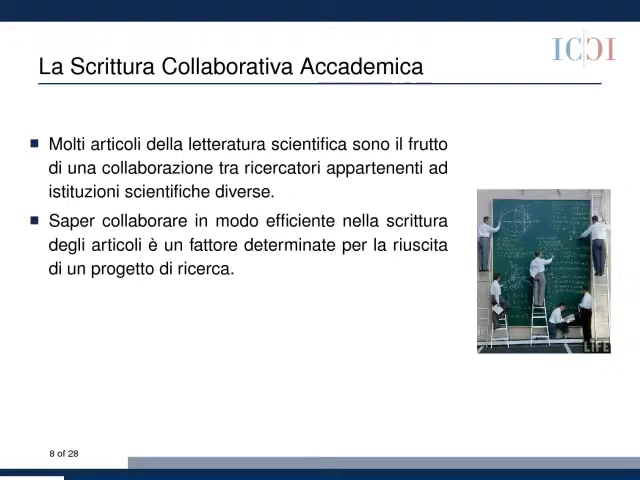 ICCI
La Scrittura Collaborativa Accademica
Molti articoli della letteratura scientifica sono il frutto
di una collaborazione tra ricercatori appartenenti ad
istituzioni scientifiche diverse.
Saper collaborare in modo efficiente nella scrittura
degli articoli è un fattore determinate per la riuscita
di un progetto di ricerca.
LIFE
8 of 28